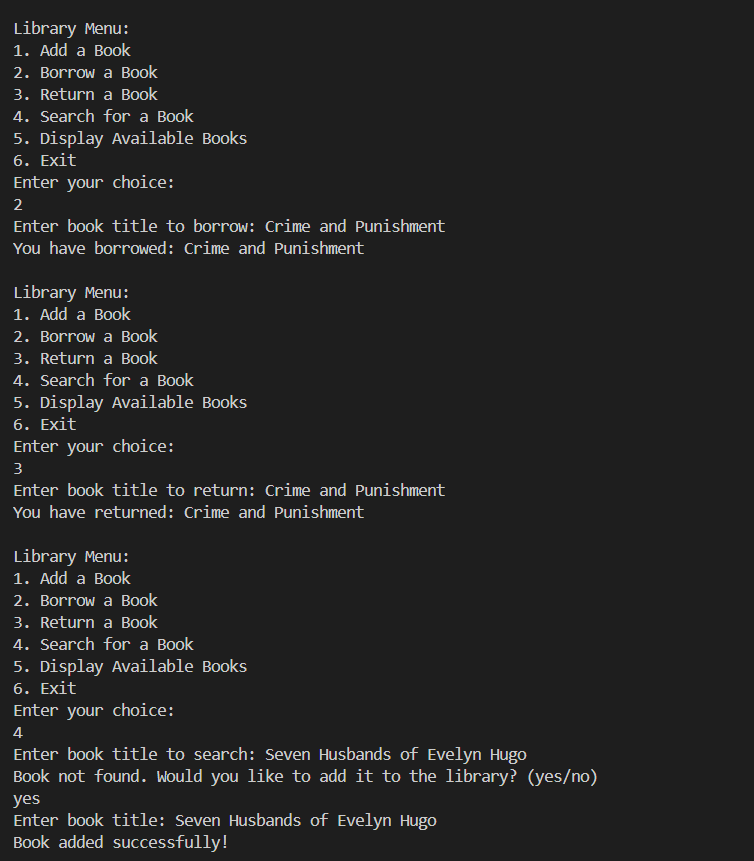 Library Menu:
1. Add a Book
2. Borrow a Book
3. Return a Book
4. Search for a Book
5. Display Available Books
6. Exit
Enter your choice:
2
Enter book title to borrow: Crime and Punishment
You have borrowed: Crime and Punishment

Library Menu:
1. Add a Book
2. Borrow a Book
3. Return a Book
4. Search for a Book
5. Display Available Books
6. Exit
Enter your choice:
3
Enter book title to return: Crime and Punishment
You have returned: Crime and Punishment

Library Menu:
1. Add a Book
2. Borrow a Book
3. Return a Book
4. Search for a Book
5. Display Available Books
6. Exit
Enter your choice:
4
Enter book title to search: Seven Husbands of Evelyn Hugo
Book not found. Would you like to add it to the library? (yes/no)
yes
Enter book title: Seven Husbands of Evelyn Hugo
Book added successfully!